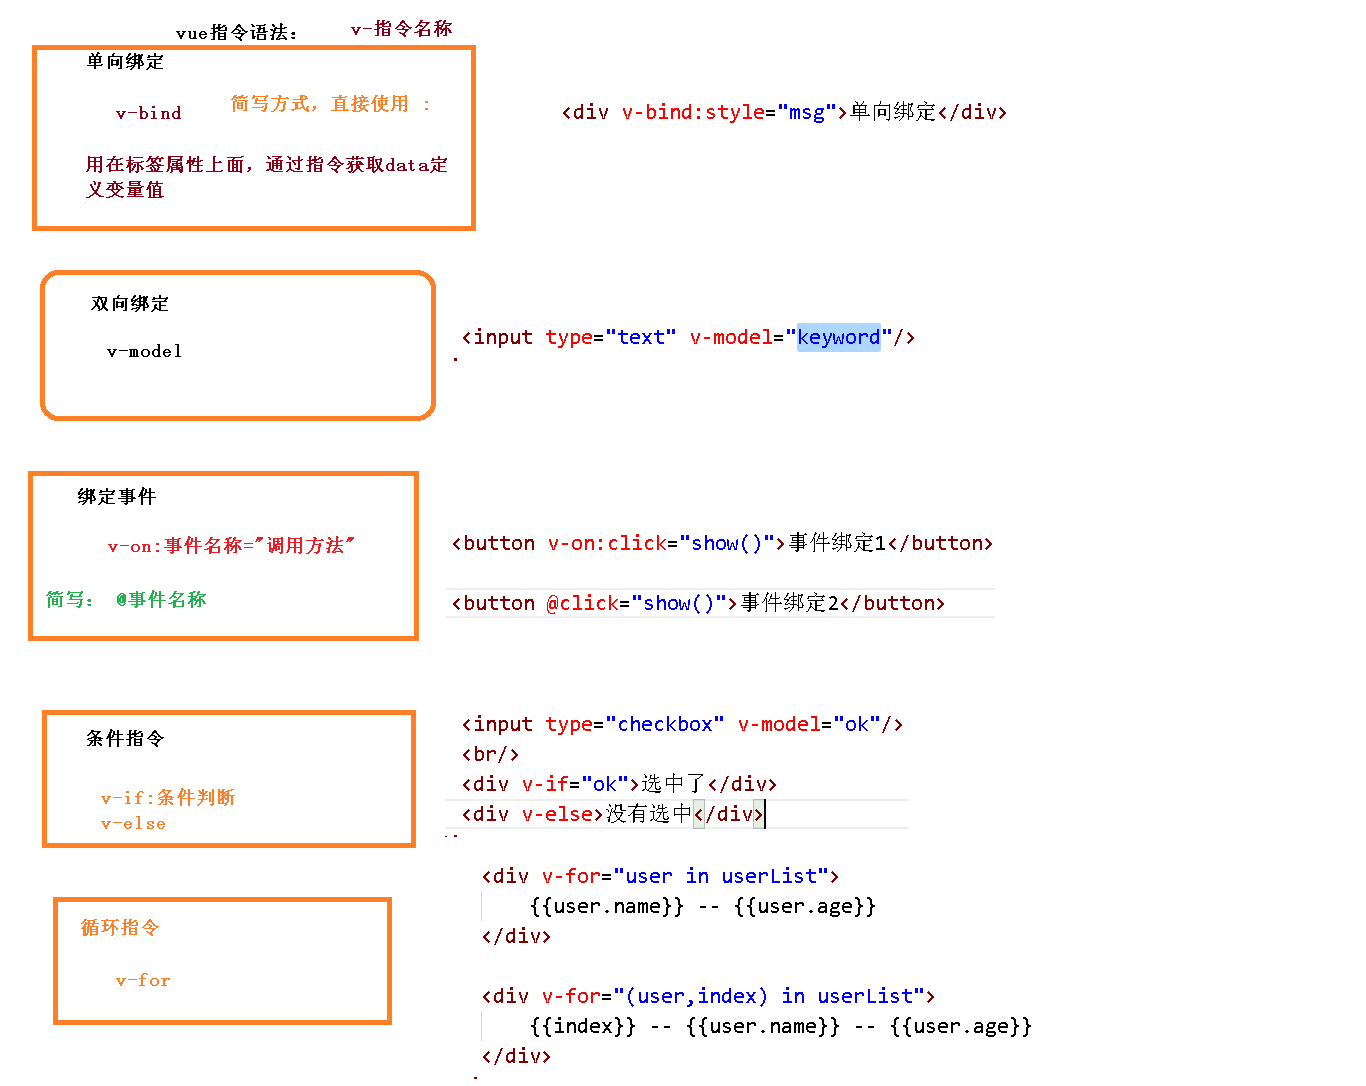 vue指令语法： v-指令名称
单向绑定
v-bind 简写方式，直接使用 :
用在标签属性上面，通过指令获取data定
义变量值
<div v-bind:style="msg">单向绑定</div>
双向绑定
v-model
<input type="text" v-model="keyword"/>
绑定事件
v-on:事件名称="调用方法"
简写： @事件名称
<button v-on:click="show()">事件绑定1</button>
<button @click="show()">事件绑定2</button>
条件指令
v-if:条件判断
v-else
<input type="checkbox" v-model="ok"/>
<br/>
<div v-if="ok">选中了</div>
<div v-else>没有选中</div>
循环指令
v-for
<div v-for="user in userList">
{{user.name}} -- {{user.age}}
</div>
<div v-for="(user,index) in userList">
{{index}} -- {{user.name}} -- {{user.age}}
</div>